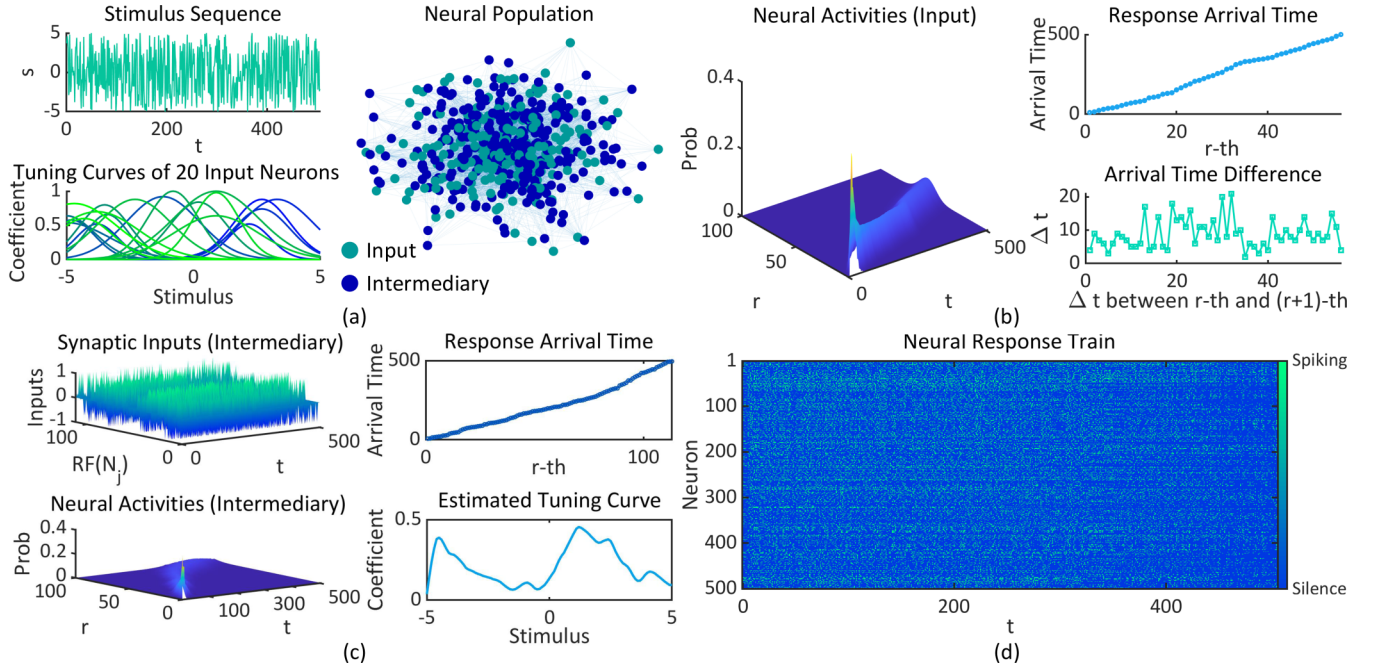 Stimulus Sequence
5
0
-5
s
0
200
400
t
Tuning Curves of 20 Input Neurons
1
0.5
0
Coefficient
-5
0
5
Stimulus
Neural Population
Input
Intermediary
(a)
Neural Activities (Input)
0.4
0.2
0
Prob
100
50
0
500
r
t
Response Arrival Time
500
0
Arrival Time
0
20
40
r-th
Arrival Time Difference
20
10
0
Δ t
0
20
40
Δ t between r-th and (r+1)-th
(b)
Synaptic Inputs (Intermediary)
1
0
-1
Inputs
100
0
0
500
RF(N_j)
t
Response Arrival Time
500
0
Arrival Time
0
100
r-th
Neural Activities (Intermediary)
0.4
0.2
0
Prob
100
50
0
100
300
500
r
t
Estimated Tuning Curve
0.5
0
Coefficient
-5
0
5
Stimulus
(c)
Neural Response Train
1
100
200
300
400
500
Neuron
0
200
400
t
Spiking
Silence
(d)